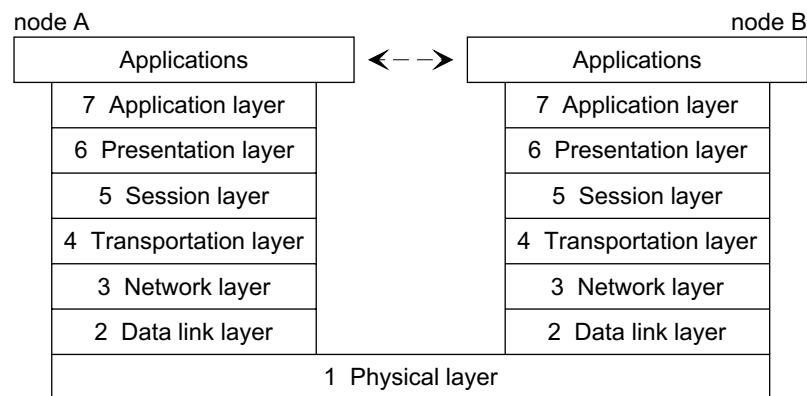 node A
node B
Applications
Applications
7 Application layer
7 Application layer
6 Presentation layer
6 Presentation layer
5 Session layer
5 Session layer
4 Transportation layer
4 Transportation layer
3 Network layer
3 Network layer
2 Data link layer
2 Data link layer
1 Physical layer